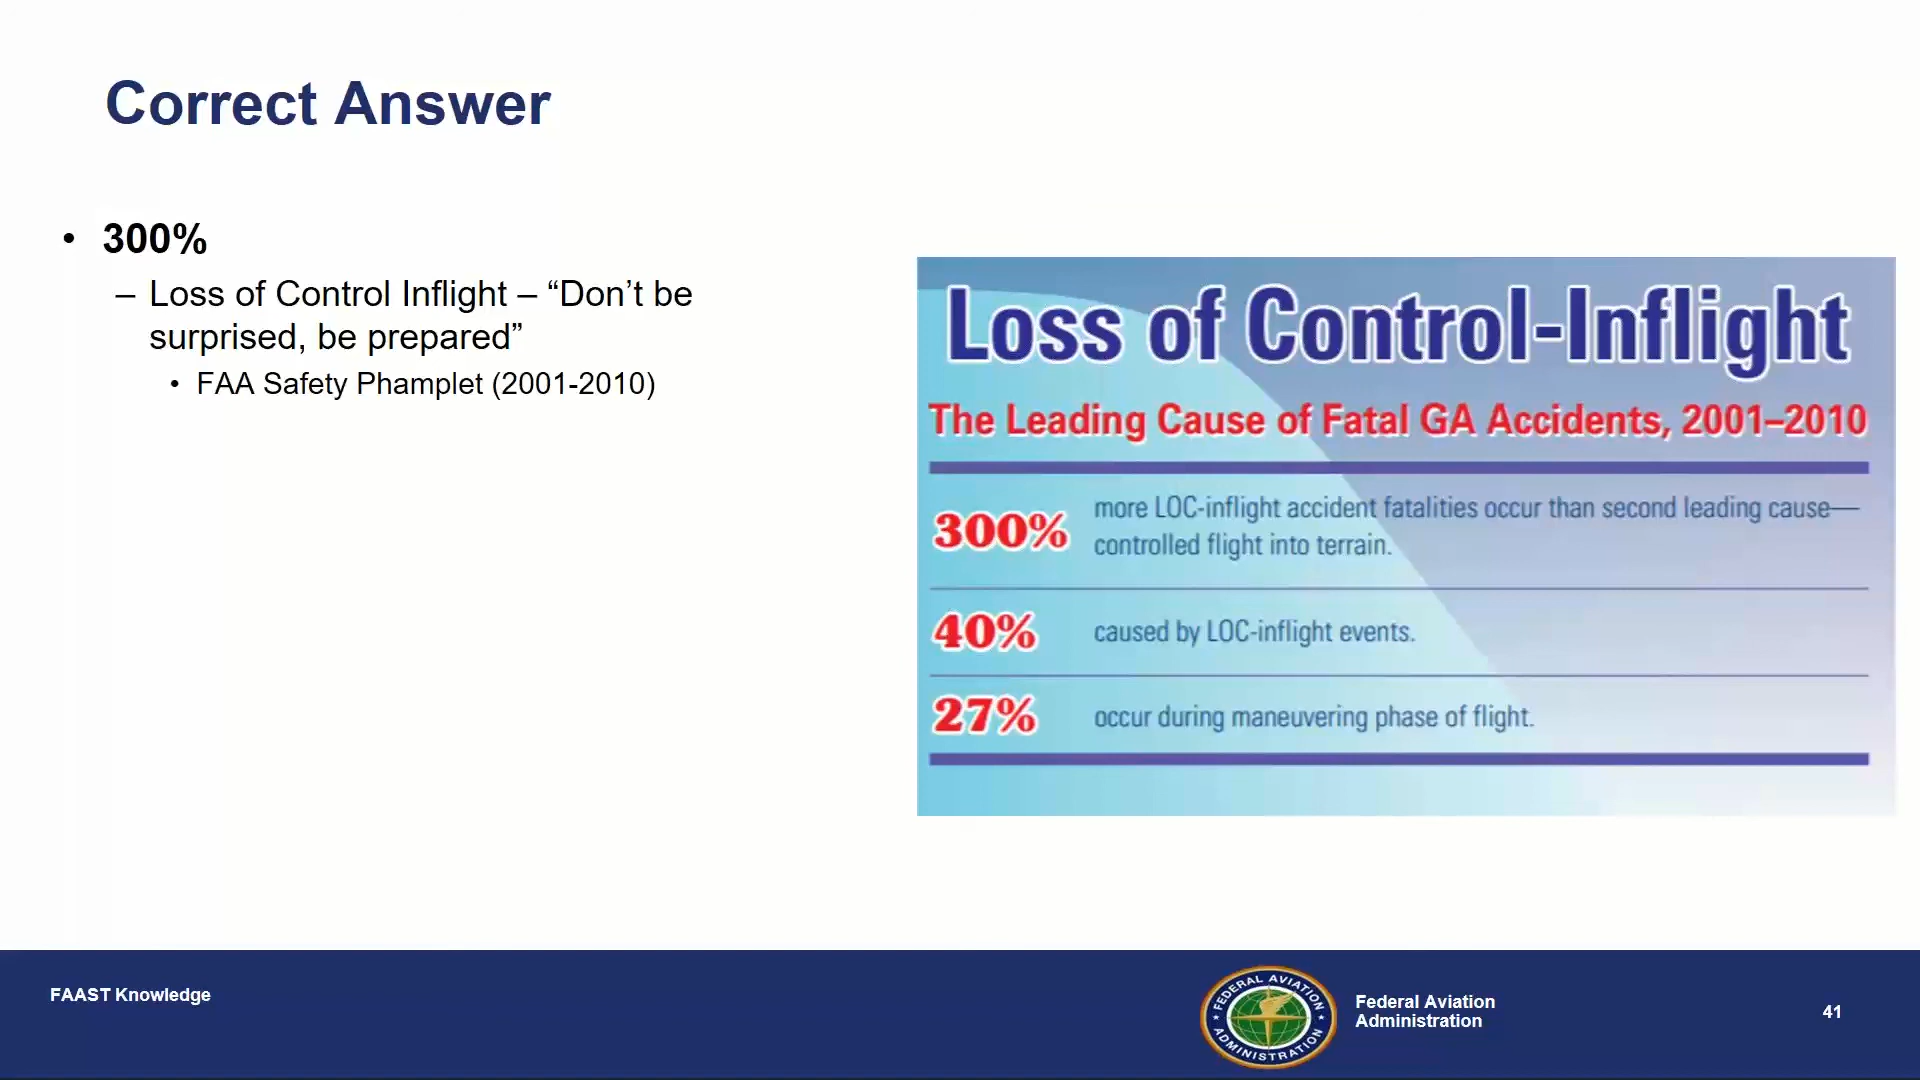 Correct Answer
• 300%
– Loss of Control Inflight – “Don’t be
surprised, be prepared”
• FAA Safety Phamplet (2001-2010)
Loss of Control-Inflight
The Leading Cause of Fatal GA Accidents, 2001–2010
300% more LOC-inflight accident fatalities occur than second leading cause—
controlled flight into terrain.
40% caused by LOC-inflight events.
27% occur during maneuvering phase of flight.
FAAST Knowledge
FEDERAL AVIATION
ADMINISTRATION
Federal Aviation
Administration
41